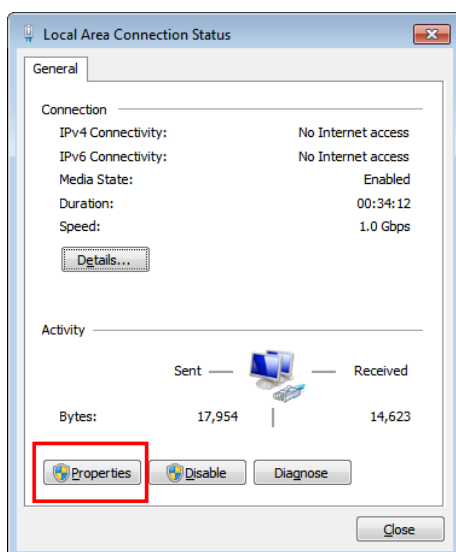 Local Area Connection Status
General
Connection
IPv4 Connectivity: No Internet access
IPv6 Connectivity: No Internet access
Media State: Enabled
Duration: 00:34:12
Speed: 1.0 Gbps
Details...
Activity
Sent Received
Bytes: 17,954 14,623
Properties Disable Diagnose
Close